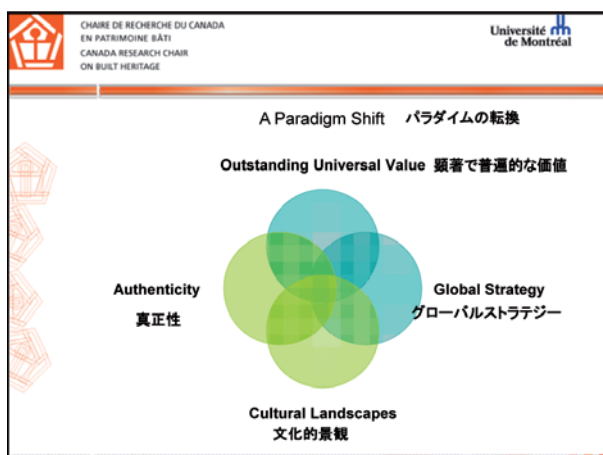 CHAIRE DE RECHERCHE DU CANADA
EN PATRIMOINE BÂTI
CANADA RESEARCH CHAIR
ON BUILT HERITAGE
Université
de Montréal
A Paradigm Shift パラダイムの転換
Outstanding Universal Value 顕著で普遍的な価値
Authenticity
真正性
Global Strategy
グローバルストラテジー
Cultural Landscapes
文化的景観